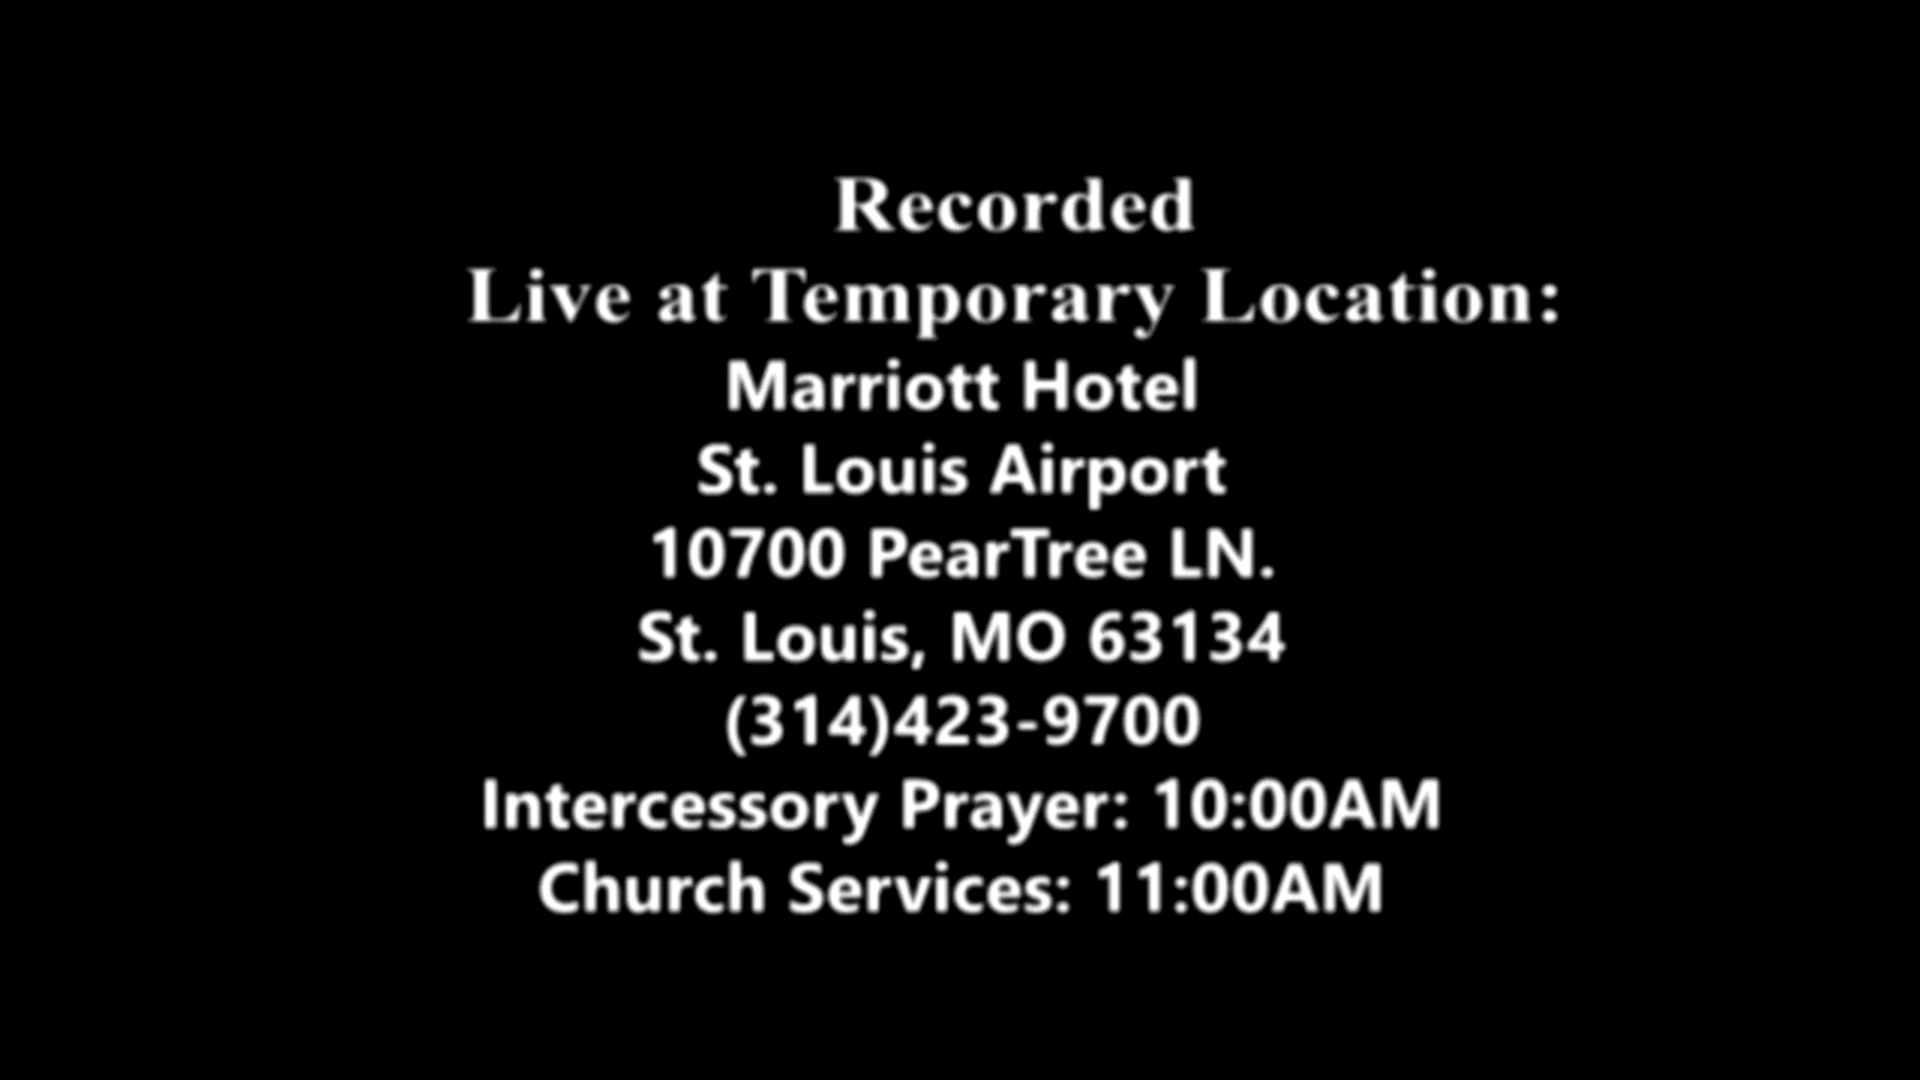 Recorded
Live at Temporary Location:
Marriott Hotel
St. Louis Airport
10700 PearTree LN.
St. Louis, MO 63134
(314)423-9700
Intercessory Prayer: 10:00AM
Church Services: 11:00AM